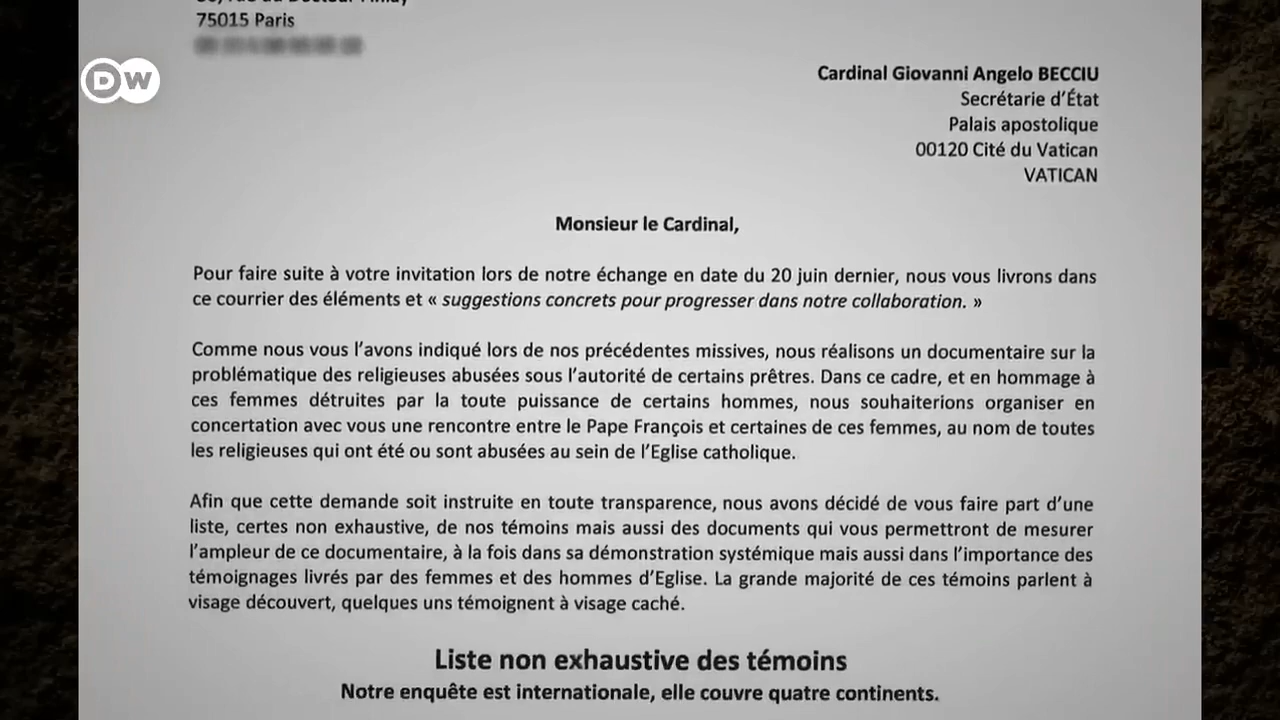 75015 Paris
DW
Cardinal Giovanni Angelo BECCIU
Secrétarie d’État
Palais apostolique
00120 Cité du Vatican
VATICAN
Monsieur le Cardinal,
Pour faire suite à votre invitation lors de notre échange en date du 20 juin dernier, nous vous livrons dans
ce courrier des éléments et « suggestions concrets pour progresser dans notre collaboration. »
Comme nous vous l’avons indiqué lors de nos précédentes missives, nous réalisons un documentaire sur la
problématique des religieuses abusées sous l’autorité de certains prêtres. Dans ce cadre, et en hommage à
ces femmes détruites par la toute puissance de certains hommes, nous souhaiterions organiser en
concertation avec vous une rencontre entre le Pape François et certaines de ces femmes, au nom de toutes
les religieuses qui ont été ou sont abusées au sein de l’Eglise catholique.
Afin que cette demande soit instruite en toute transparence, nous avons décidé de vous faire part d’une
liste, certes non exhaustive, de nos témoins mais aussi des documents qui vous permettront de mesurer
l’ampleur de ce documentaire, à la fois dans sa démonstration systémique mais aussi dans l’importance des
témoignages livrés par des femmes et des hommes d’Eglise. La grande majorité de ces témoins parlent à
visage découvert, quelques uns témoignent à visage caché.
Liste non exhaustive des témoins
Notre enquête est internationale, elle couvre quatre continents.